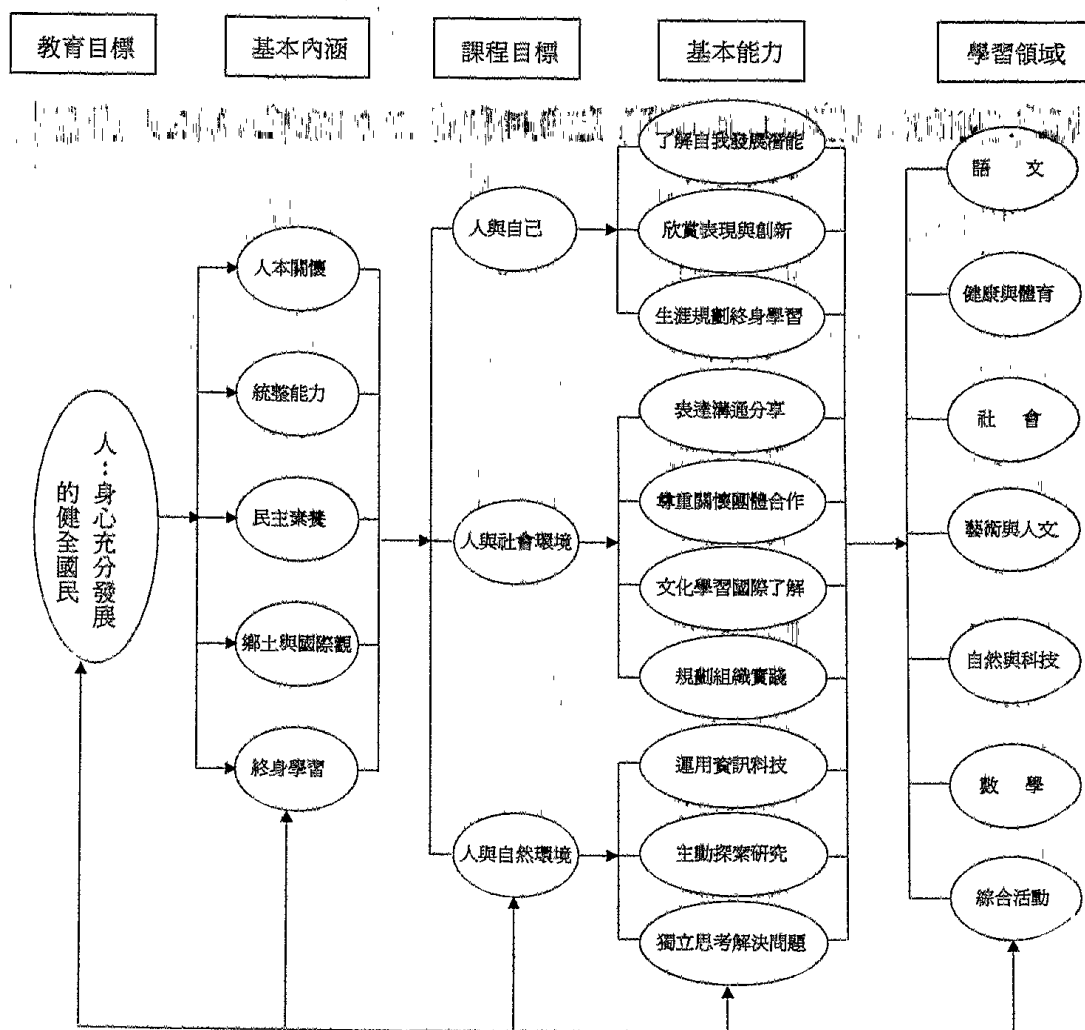 教育目標
基本內涵
課程目標
基本能力
學習領域
人：身心充分發展
的健全國民
人本關懷
統整能力
民主素養
鄉土與國際觀
終身學習
人與自己
人與社會環境
人與自然環境
了解自我發展潛能
欣賞表現與創新
生涯規劃終身學習
表達溝通分享
尊重關懷團體合作
文化學習國際了解
規劃組織實踐
運用資訊科技
主動探索研究
獨立思考解決問題
語 文
健康與體育
社 會
藝術與人文
自然與科技
數 學
綜合活動